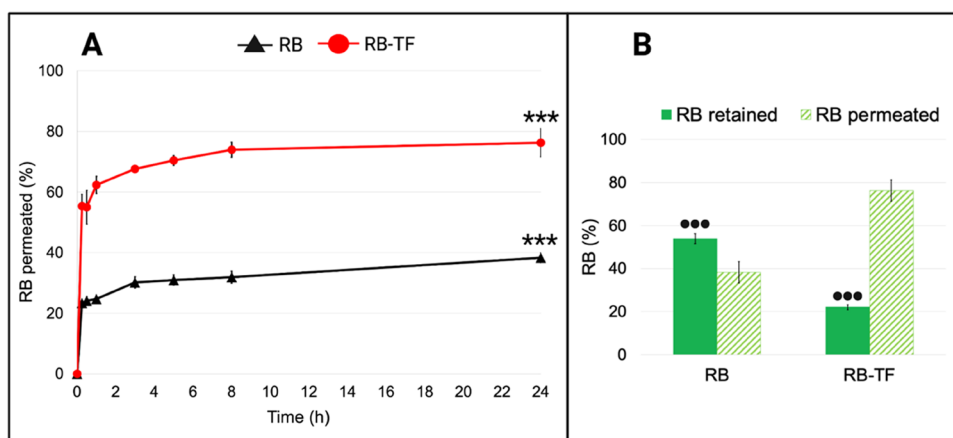 A
RB RB-TF
RB permeated (%)
100
80
60
40
20
0
***
***
0 2 4 6 8 10 12 14 16 18 20 22 24
Time (h)
B
RB retained RB permeated
RB (%)
100
80
60
40
20
0
●●●
●●●
RB RB-TF